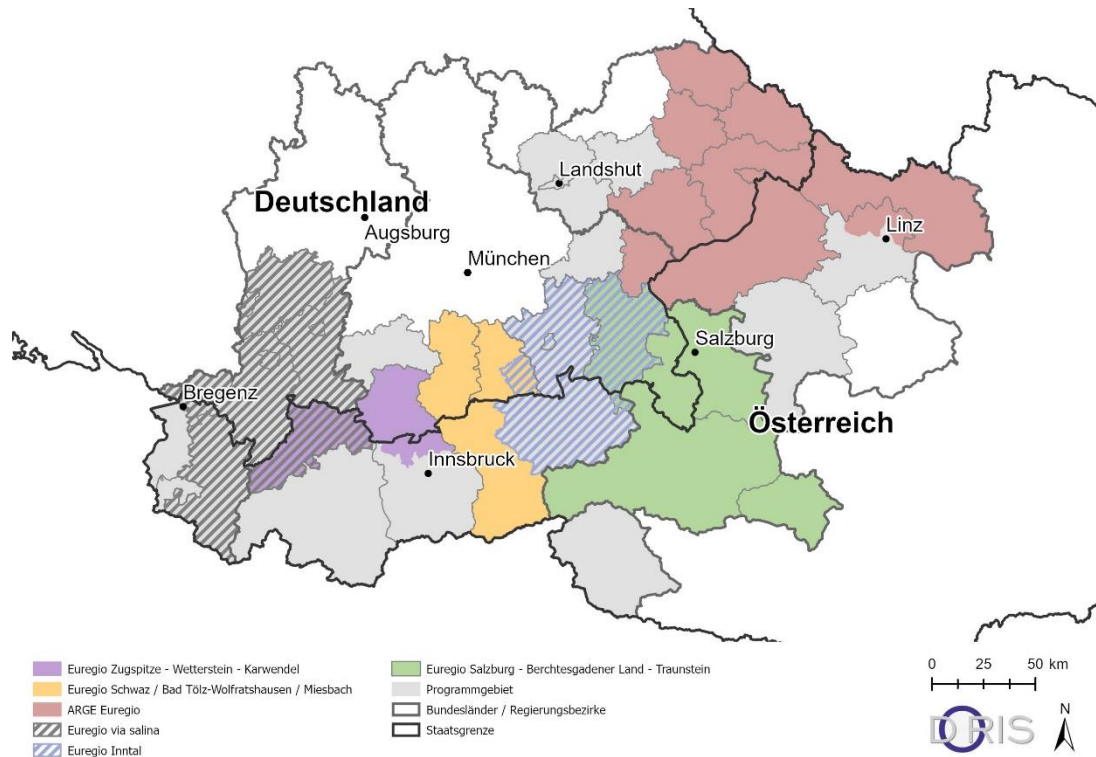 Landshut
Deutschland
Augsburg
Linz
München
Salzburg
Bregenz
Österreich
Innsbruck
Euregio Zugspitze - Wetterstein - Karwendel
Euregio Schwaz / Bad Tölz-Wolfratshausen / Miesbach
ARGE Euregio
Euregio via salina
Euregio Inntal
Euregio Salzburg - Berchtesgadener Land - Traunstein
Programmgebiet
Bundesländer / Regierungsbezirke
Staatsgrenze
0 25 50 km
N
DORIS